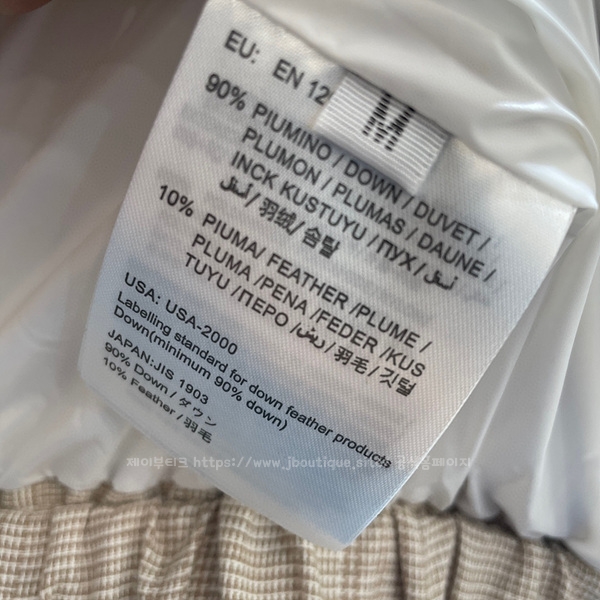 EU: EN 12
M
90% PIUMINO / DOWN / DUVET /
PLUMON / PLUMAS / DAUNE /
INCK KUSTUYU / ПУХ /
/ 羽绒 / 솜털
10% PIUMA/ FEATHER /PLUME /
PLUMA /PENA /FEDER /KUS
TUYU /ПЕРО / ريش / 羽毛 / 깃털
USA: USA-2000
Labelling standard for down feather products
Down(minimum 90% down)
JAPAN:JIS 1903
90% Down / ダウン
10% Feather / 羽毛
제이부티크 https://www.jboutique.site 공식홈페이지